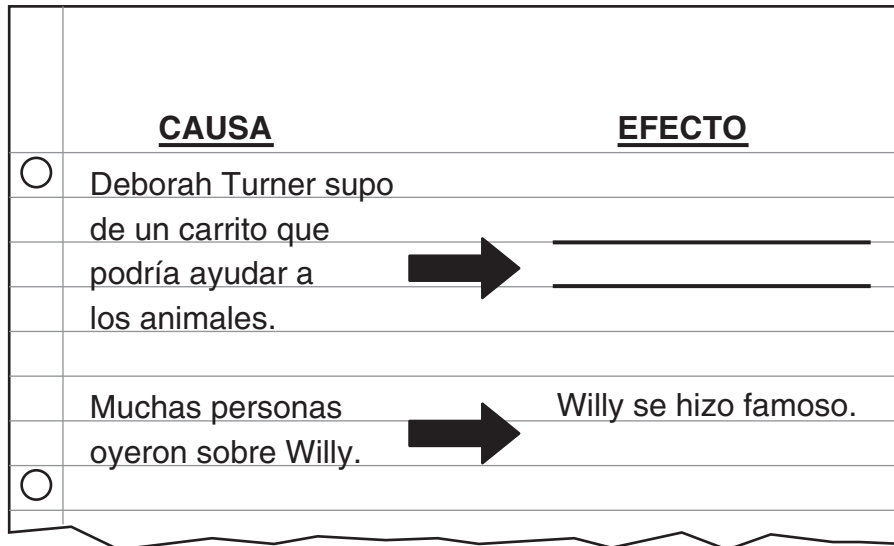 CAUSA
EFECTO
Deborah Turner supo
de un carrito que
podría ayudar a
los animales.
Muchas personas
oyeron sobre Willy.
Willy se hizo famoso.